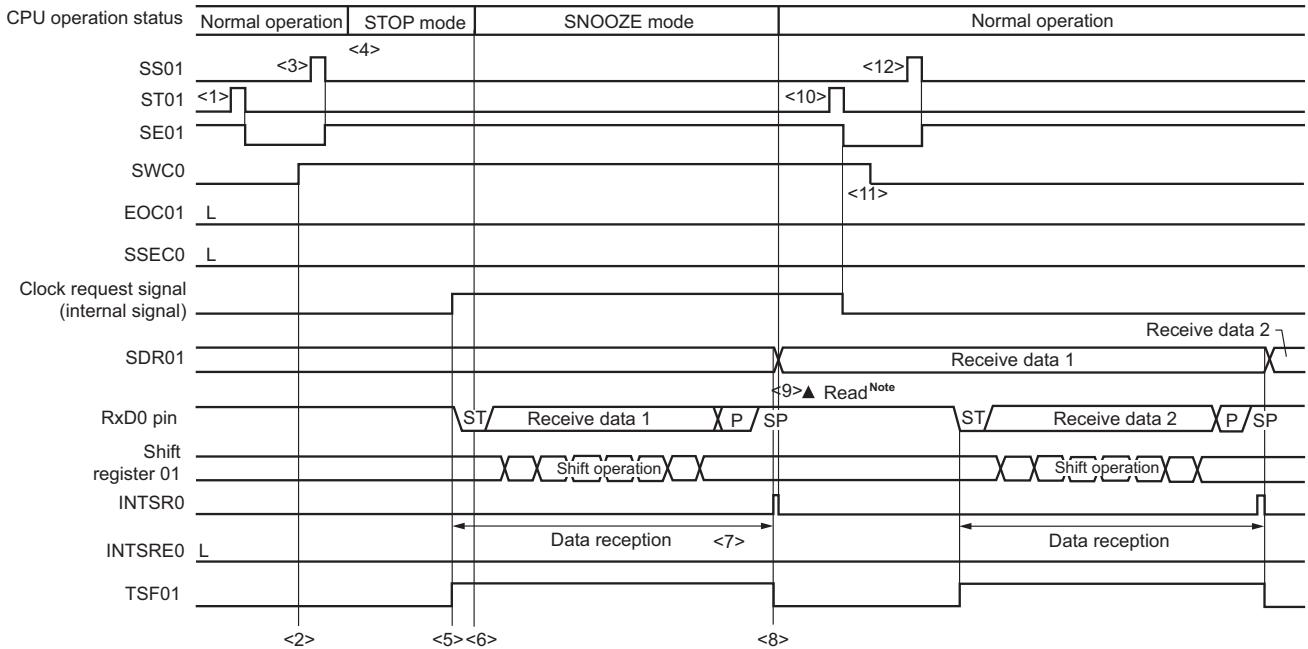 CPU operation status Normal operation STOP mode SNOOZE mode Normal operation
<4>
SS01 <3> <12>
ST01 <1> <10>
SE01
SWC0
<11>
EOC01 L
SSEC0 L
Clock request signal
(internal signal)
Receive data 2
SDR01 Receive data 1
<9>▲ Read Note
RxD0 pin ST Receive data 1 P SP ST Receive data 2 P SP
Shift
register 01 Shift operation Shift operation
INTSR0
Data reception <7> Data reception
INTSRE0 L
TSF01
<2> <5> <6> <8>